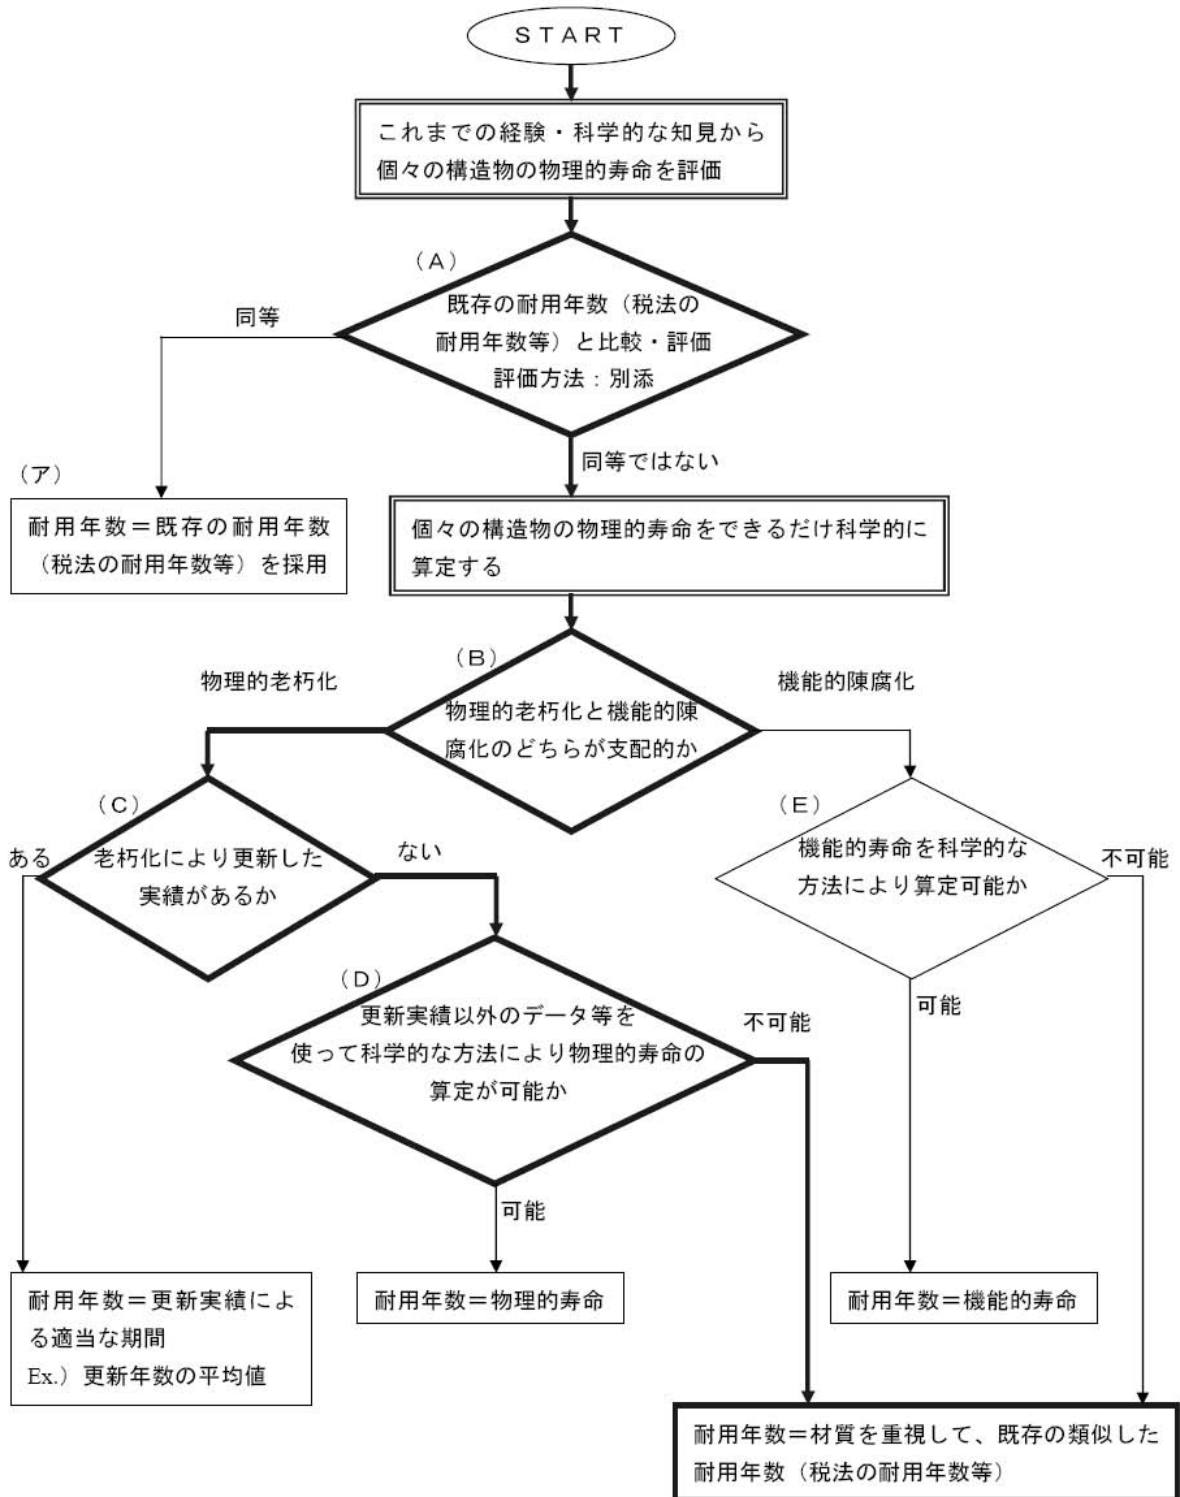 ＳＴＡＲＴ
これまでの経験・科学的な知見から
個々の構造物の物理的寿命を評価
（Ａ）
既存の耐用年数（税法の
耐用年数等）と比較・評価
評価方法：別添
同等
同等ではない
（ア）
耐用年数＝既存の耐用年数
（税法の耐用年数等）を採用
個々の構造物の物理的寿命をできるだけ科学的に
算定する
（Ｂ）
物理的老朽化
機能的陳腐化
物理的老朽化と機能的陳
腐化のどちらが支配的か
（Ｃ）
ある
老朽化により更新した
実績があるか
ない
（Ｅ）
機能的寿命を科学的な
方法により算定可能か
不可能
可能
（Ｄ）
更新実績以外のデータ等を
使って科学的な方法により物理的寿命の
算定が可能か
不可能
可能
耐用年数＝更新実績によ
る適当な期間
Ex.）更新年数の平均値
耐用年数＝物理的寿命
耐用年数＝機能的寿命
耐用年数＝材質を重視して、既存の類似した
耐用年数（税法の耐用年数等）